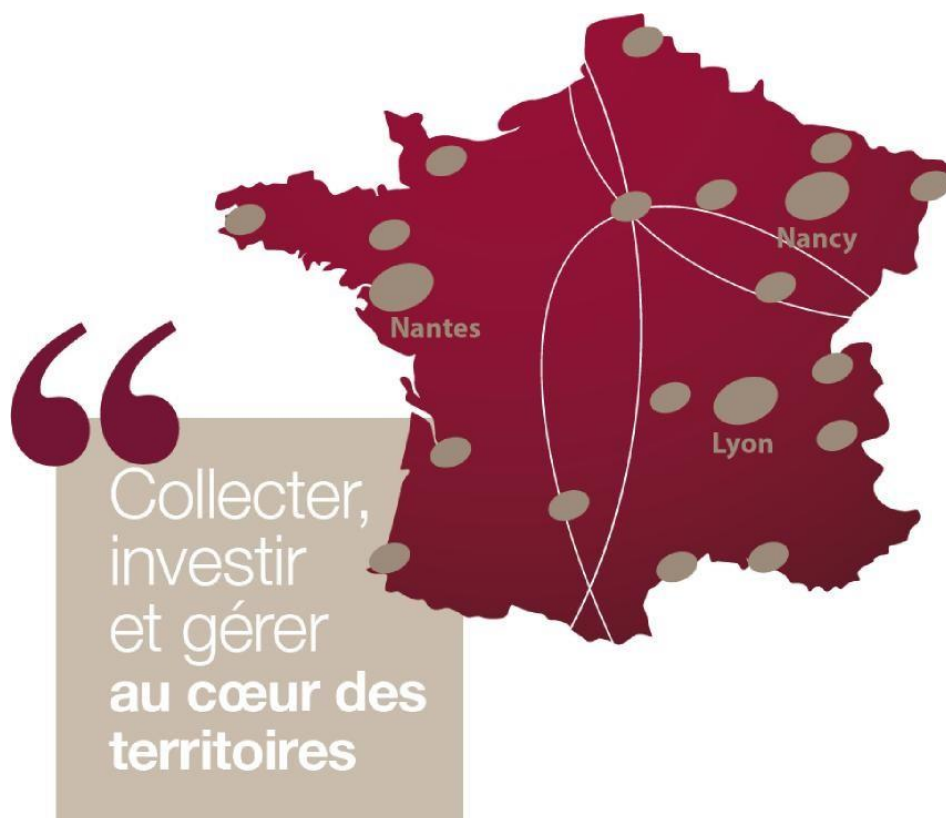 Nancy
Nantes
Lyon
Collecter,
investir
et gérer
au cœur des
territoires